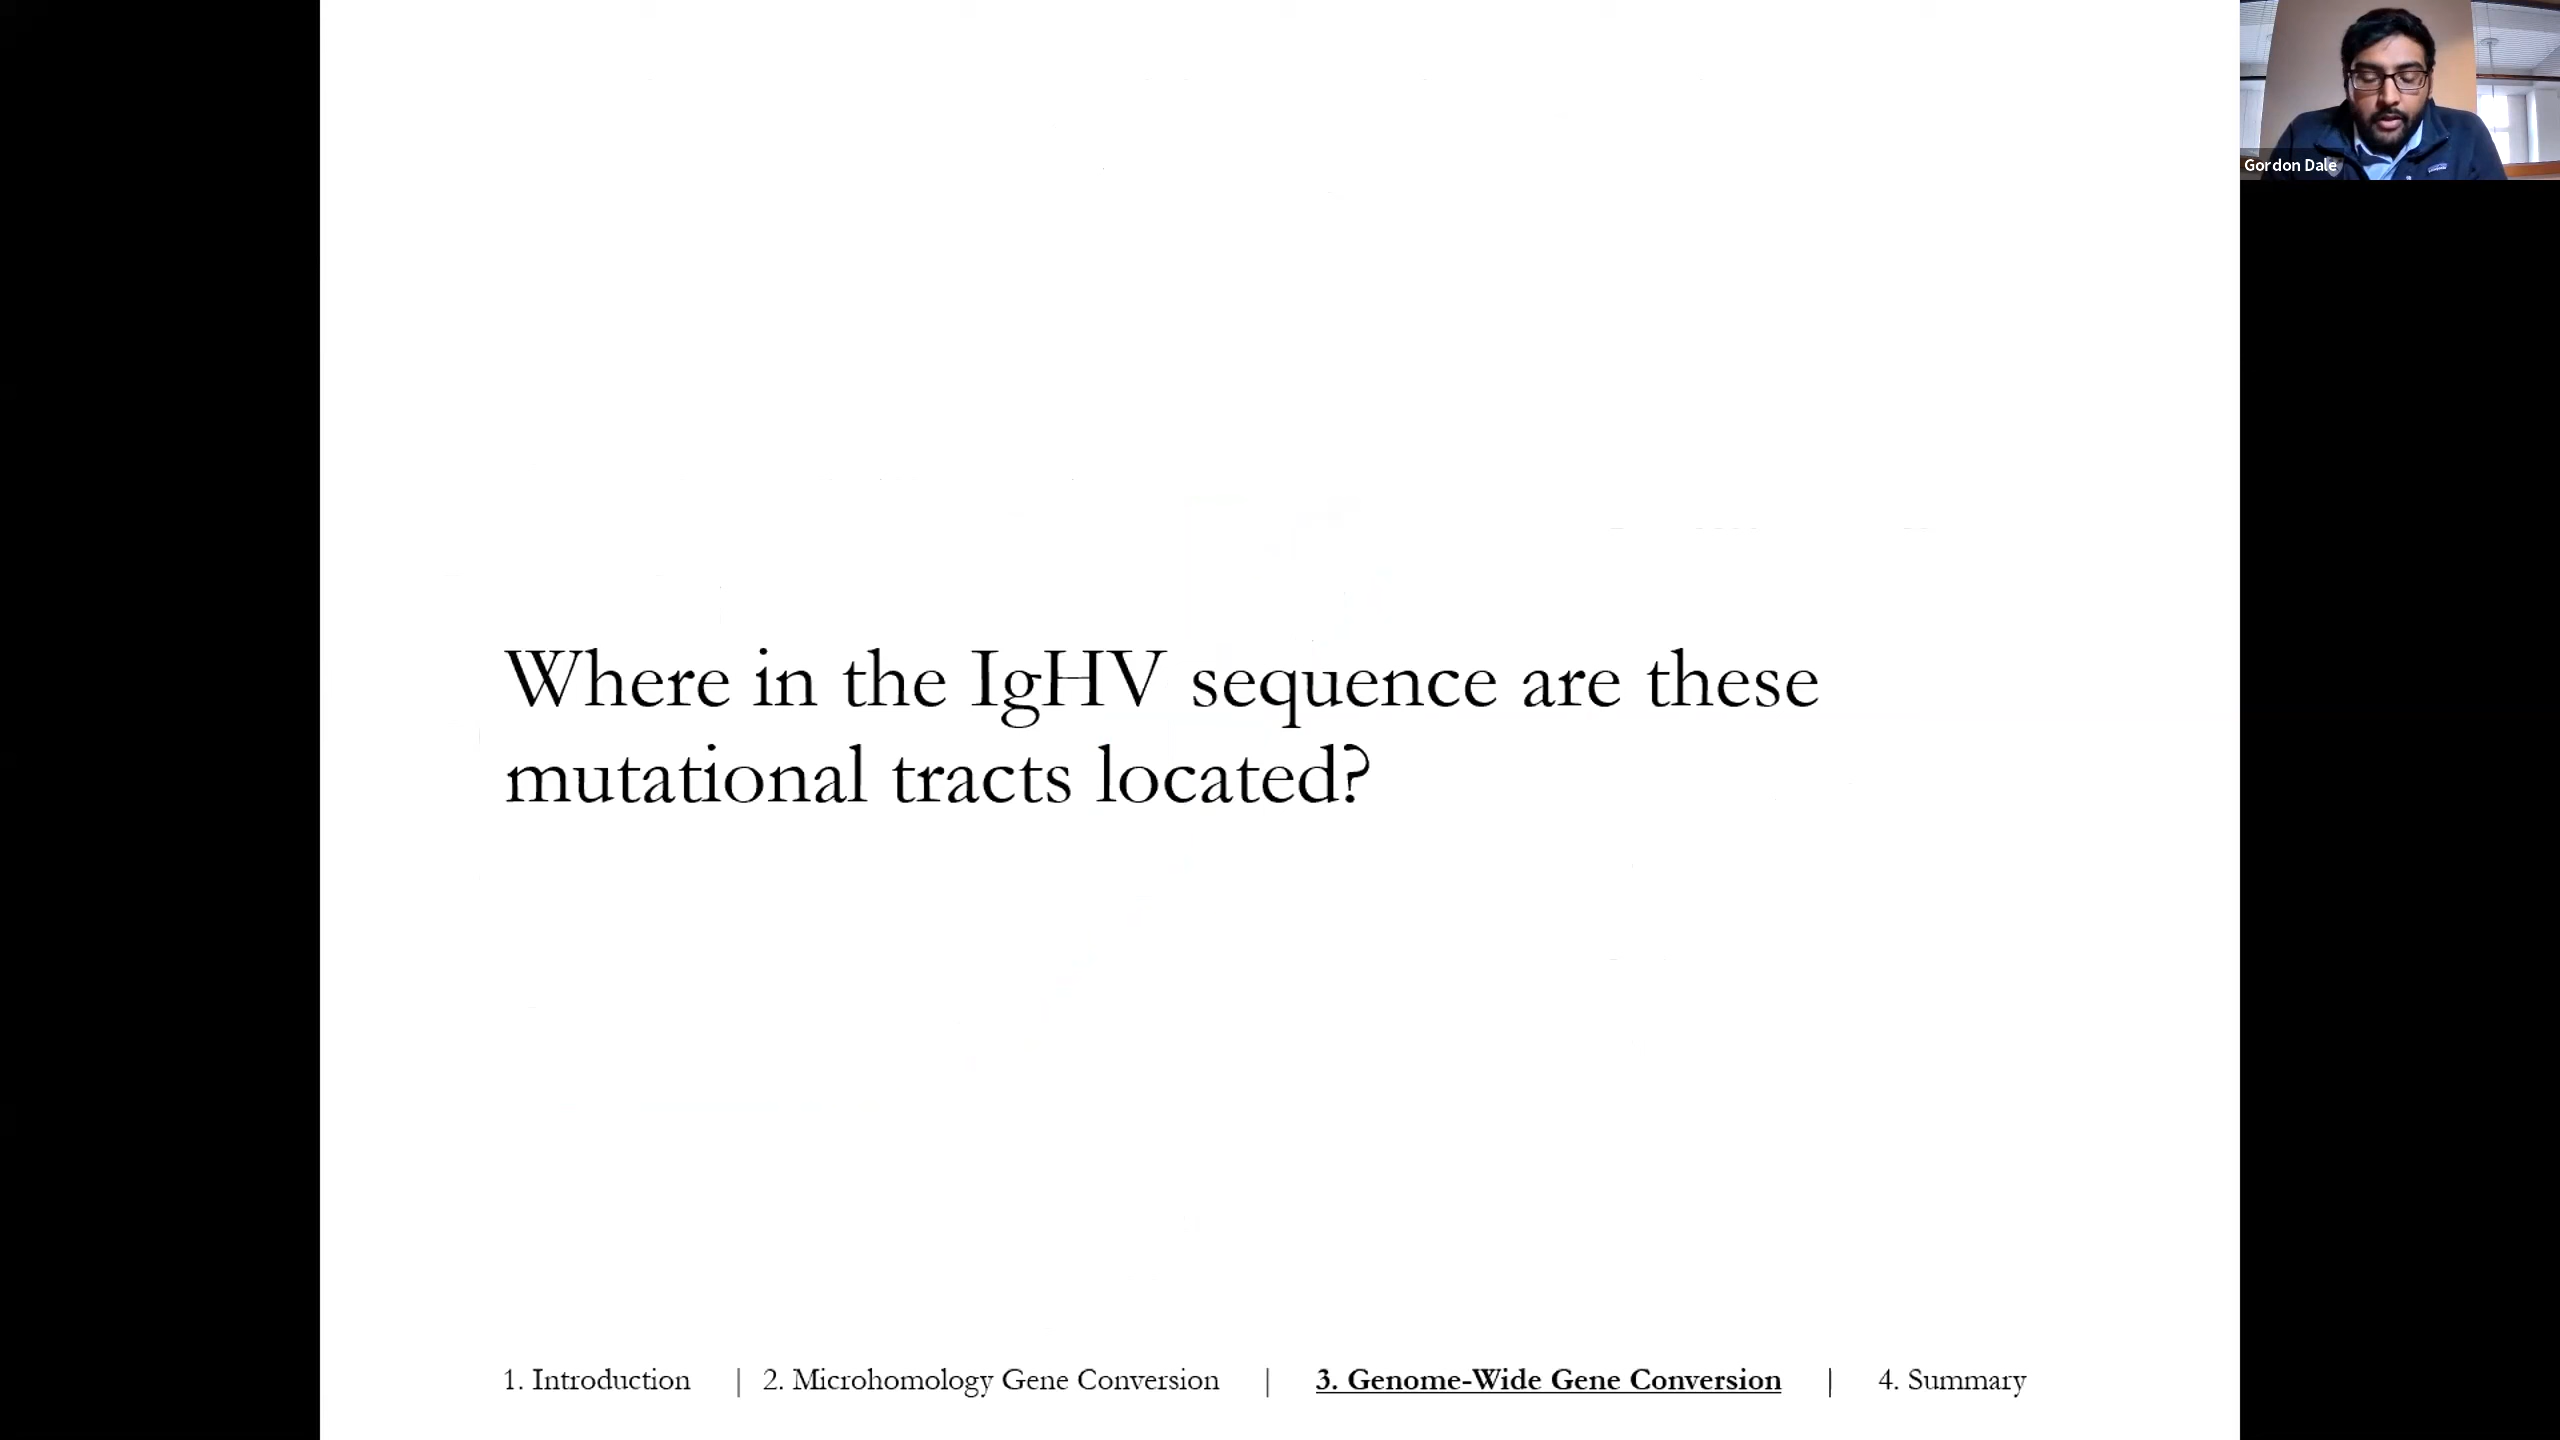 Gordon Dale
Where in the IgHV sequence are these
mutational tracts located?
1. Introduction | 2. Microhomology Gene Conversion | 3. Genome-Wide Gene Conversion | 4. Summary